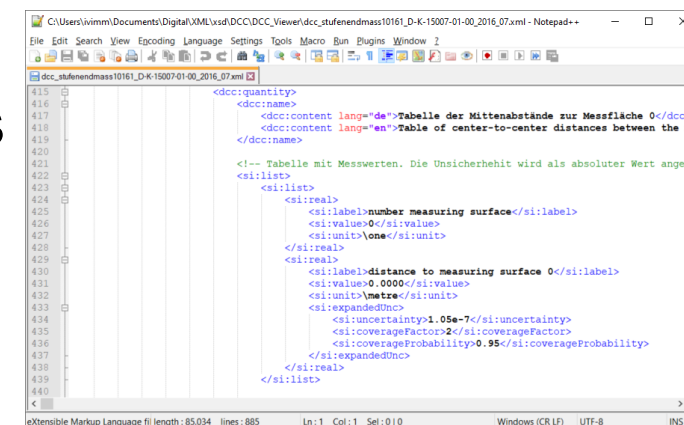 C:\Users\ivimm\Documents\Digital\XML\xsd\DCC\DCC_Viewer\dcc_stufenendmass10161_D-K-15007-01-00_2016_07.xml - Notepad++
File Edit Search View Encoding Language Settings Tools Macro Run Plugins Window ?
dcc_stufenendmass10161_D-K-15007-01-00_2016_07.xml
415 <dcc:quantity>
416 <dcc:name>
417 <dcc:content lang="de">Tabelle der Mittenabstände zur Messfläche 0</dcc
418 <dcc:content lang="en">Table of center-to-center distances between the
419 </dcc:name>
420
421 <!-- Tabelle mit Messwerten. Die Unsicherhehit wird als absoluter Wert ange
422 <si:list>
423 <si:list>
424 <si:real>
425 <si:label>number measuring surface</si:label>
426 <si:value>0</si:value>
427 <si:unit>\one</si:unit>
428 </si:real>
429 <si:real>
430 <si:label>distance to measuring surface 0</si:label>
431 <si:value>0.0000</si:value>
432 <si:unit>\metre</si:unit>
433 <si:expandedUnc>
434 <si:uncertainty>1.05e-7</si:uncertainty>
435 <si:coverageFactor>2</si:coverageFactor>
436 <si:coverageProbability>0.95</si:coverageProbability>
437 </si:expandedUnc>
438 </si:real>
439 </si:list>
440
eXtensible Markup Language fil length : 85.034 lines : 885 Ln : 1 Col : 1 Sel : 0 | 0 Windows (CR LF) UTF-8 INS